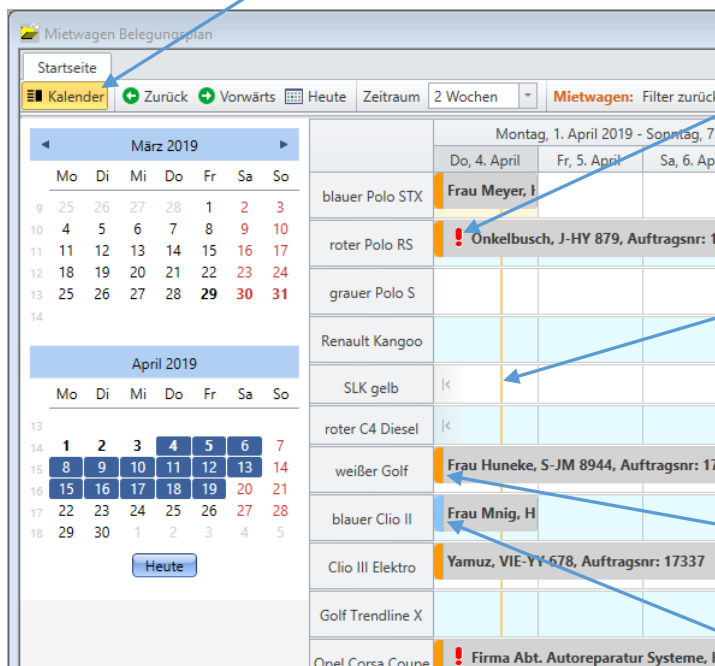 Mietwagen Belegungsplan
Startseite
Kalender Zurück Vorwärts Heute Zeitraum 2 Wochen Mietwagen: Filter zurück
März 2019
Mo Di Mi Do Fr Sa So
9 25 26 27 28 1 2 3
10 4 5 6 7 8 9 10
11 11 12 13 14 15 16 17
12 18 19 20 21 22 23 24
13 25 26 27 28 29 30 31
14
April 2019
Mo Di Mi Do Fr Sa So
13
14 1 2 3 4 5 6 7
15 8 9 10 11 12 13 14
16 15 16 17 18 19 20 21
17 22 23 24 25 26 27 28
18 29 30 1 2 3 4 5
Heute
Montag, 1. April 2019 - Sonntag, 7
Do, 4. April Fr, 5. April Sa, 6. Ap
blauer Polo STX Frau Meyer,
roter Polo RS ! Onkelbusch, J-HY 879, Auftragsnr: 1
grauer Polo S
Renault Kangoo
SLK gelb
roter C4 Diesel
weißer Golf Frau Huneke, S-JM 8944, Auftragsnr: 17
blauer Clio II Frau Mnig, H
Clio III Elektro Yamuz, VIE-YY 678, Auftragsnr: 17337
Golf Trendline X
Opel Corsa Coupe ! Firma Abt. Autoreparatur Systeme,